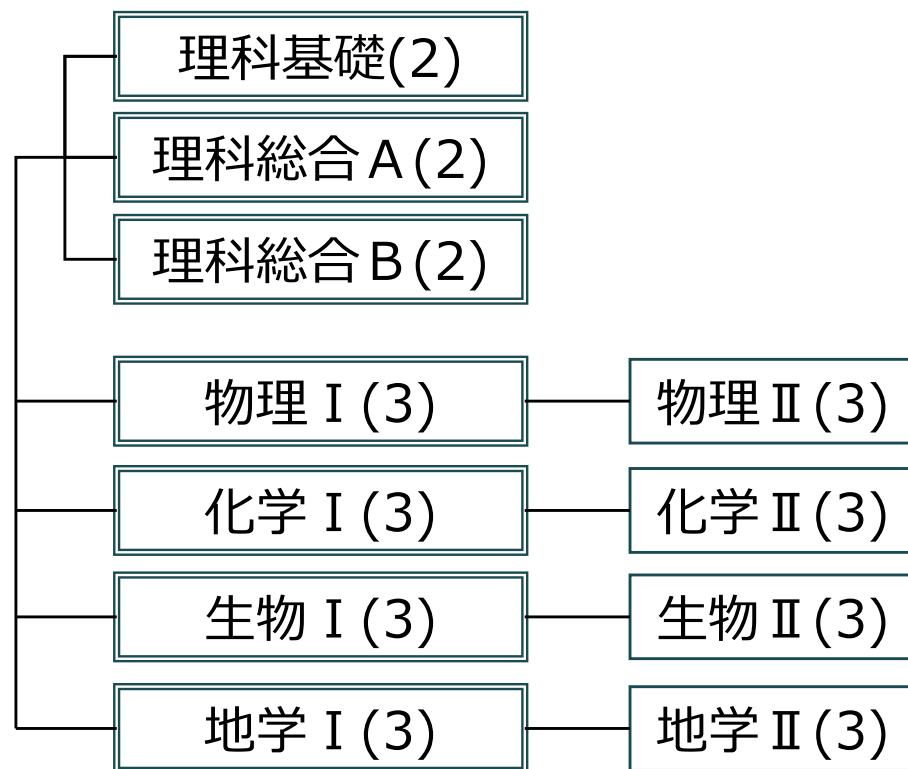 理科基礎(2)
理科総合A(2)
理科総合B(2)
物理Ⅰ(3)
物理Ⅱ(3)
化学Ⅰ(3)
化学Ⅱ(3)
生物Ⅰ(3)
生物Ⅱ(3)
地学Ⅰ(3)
地学Ⅱ(3)